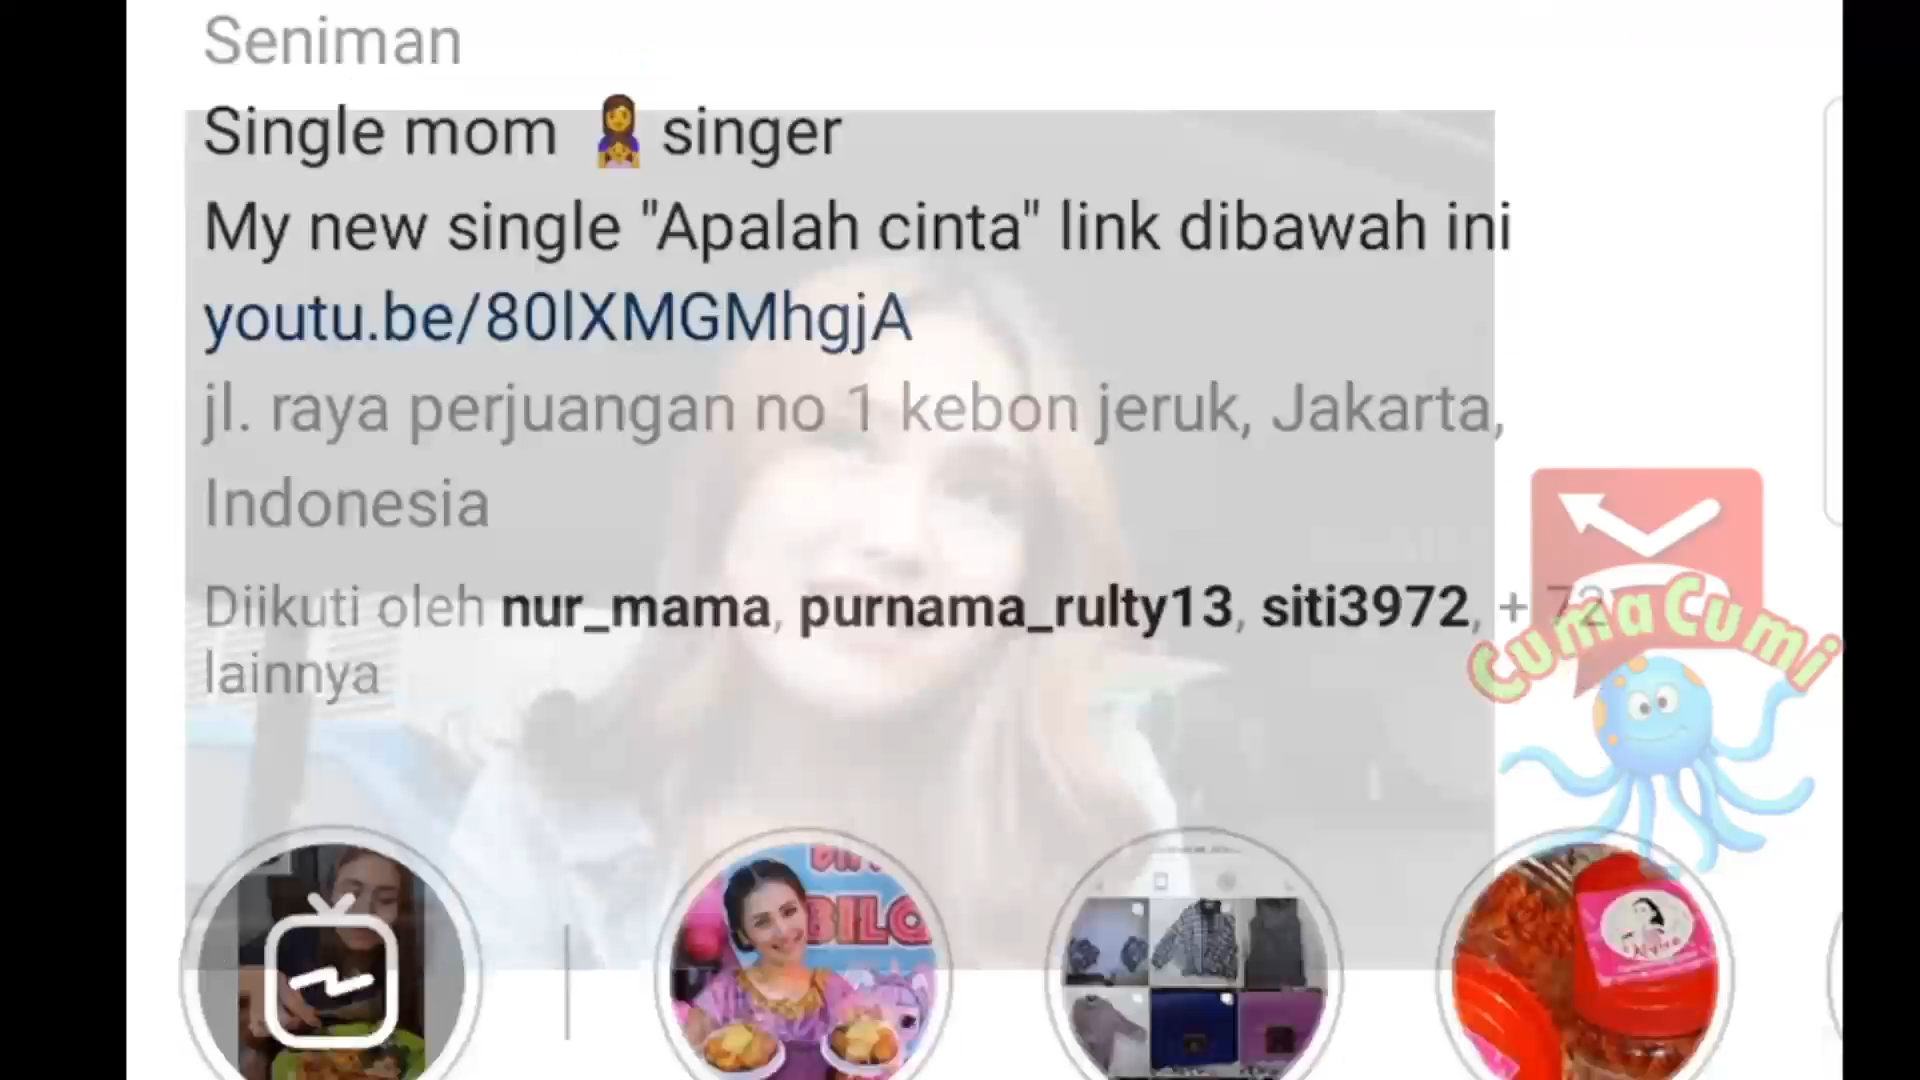 Seniman
Single mom 🤱 singer
My new single "Apalah cinta" link dibawah ini
youtu.be/80lXMGMhgjA
jl. raya perjuangan no 1 kebon jeruk, Jakarta,
Indonesia
Diikuti oleh nur_mama, purnama_rulty13, siti3972, + 72
lainnya
CumaCumi